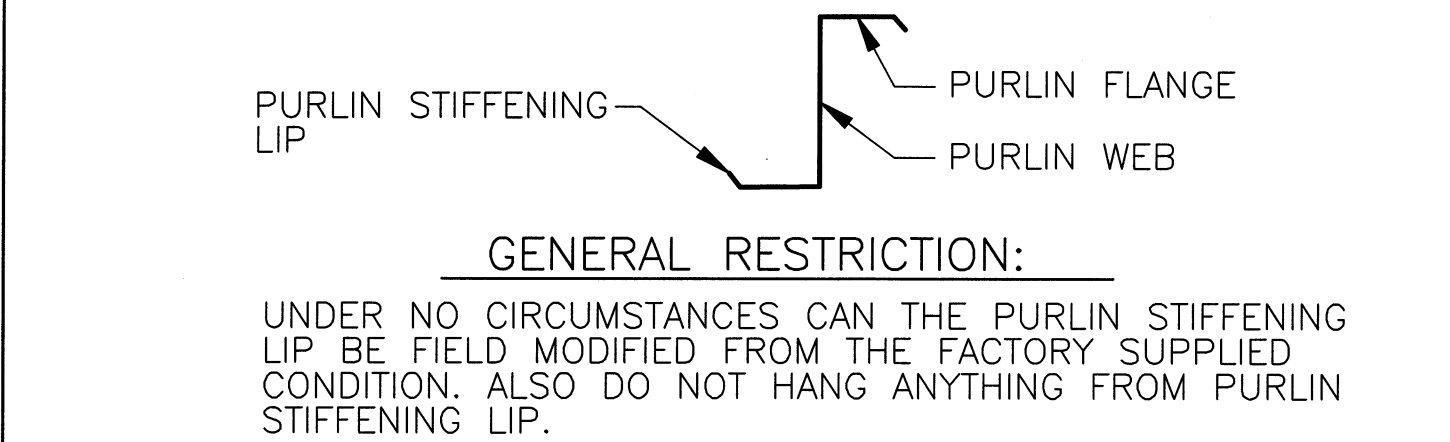 PURLIN FLANGE
PURLIN STIFFENING
LIP
PURLIN WEB
GENERAL RESTRICTION:
UNDER NO CIRCUMSTANCES CAN THE PURLIN STIFFENING
LIP BE FIELD MODIFIED FROM THE FACTORY SUPPLIED
CONDITION. ALSO DO NOT HANG ANYTHING FROM PURLIN
STIFFENING LIP.